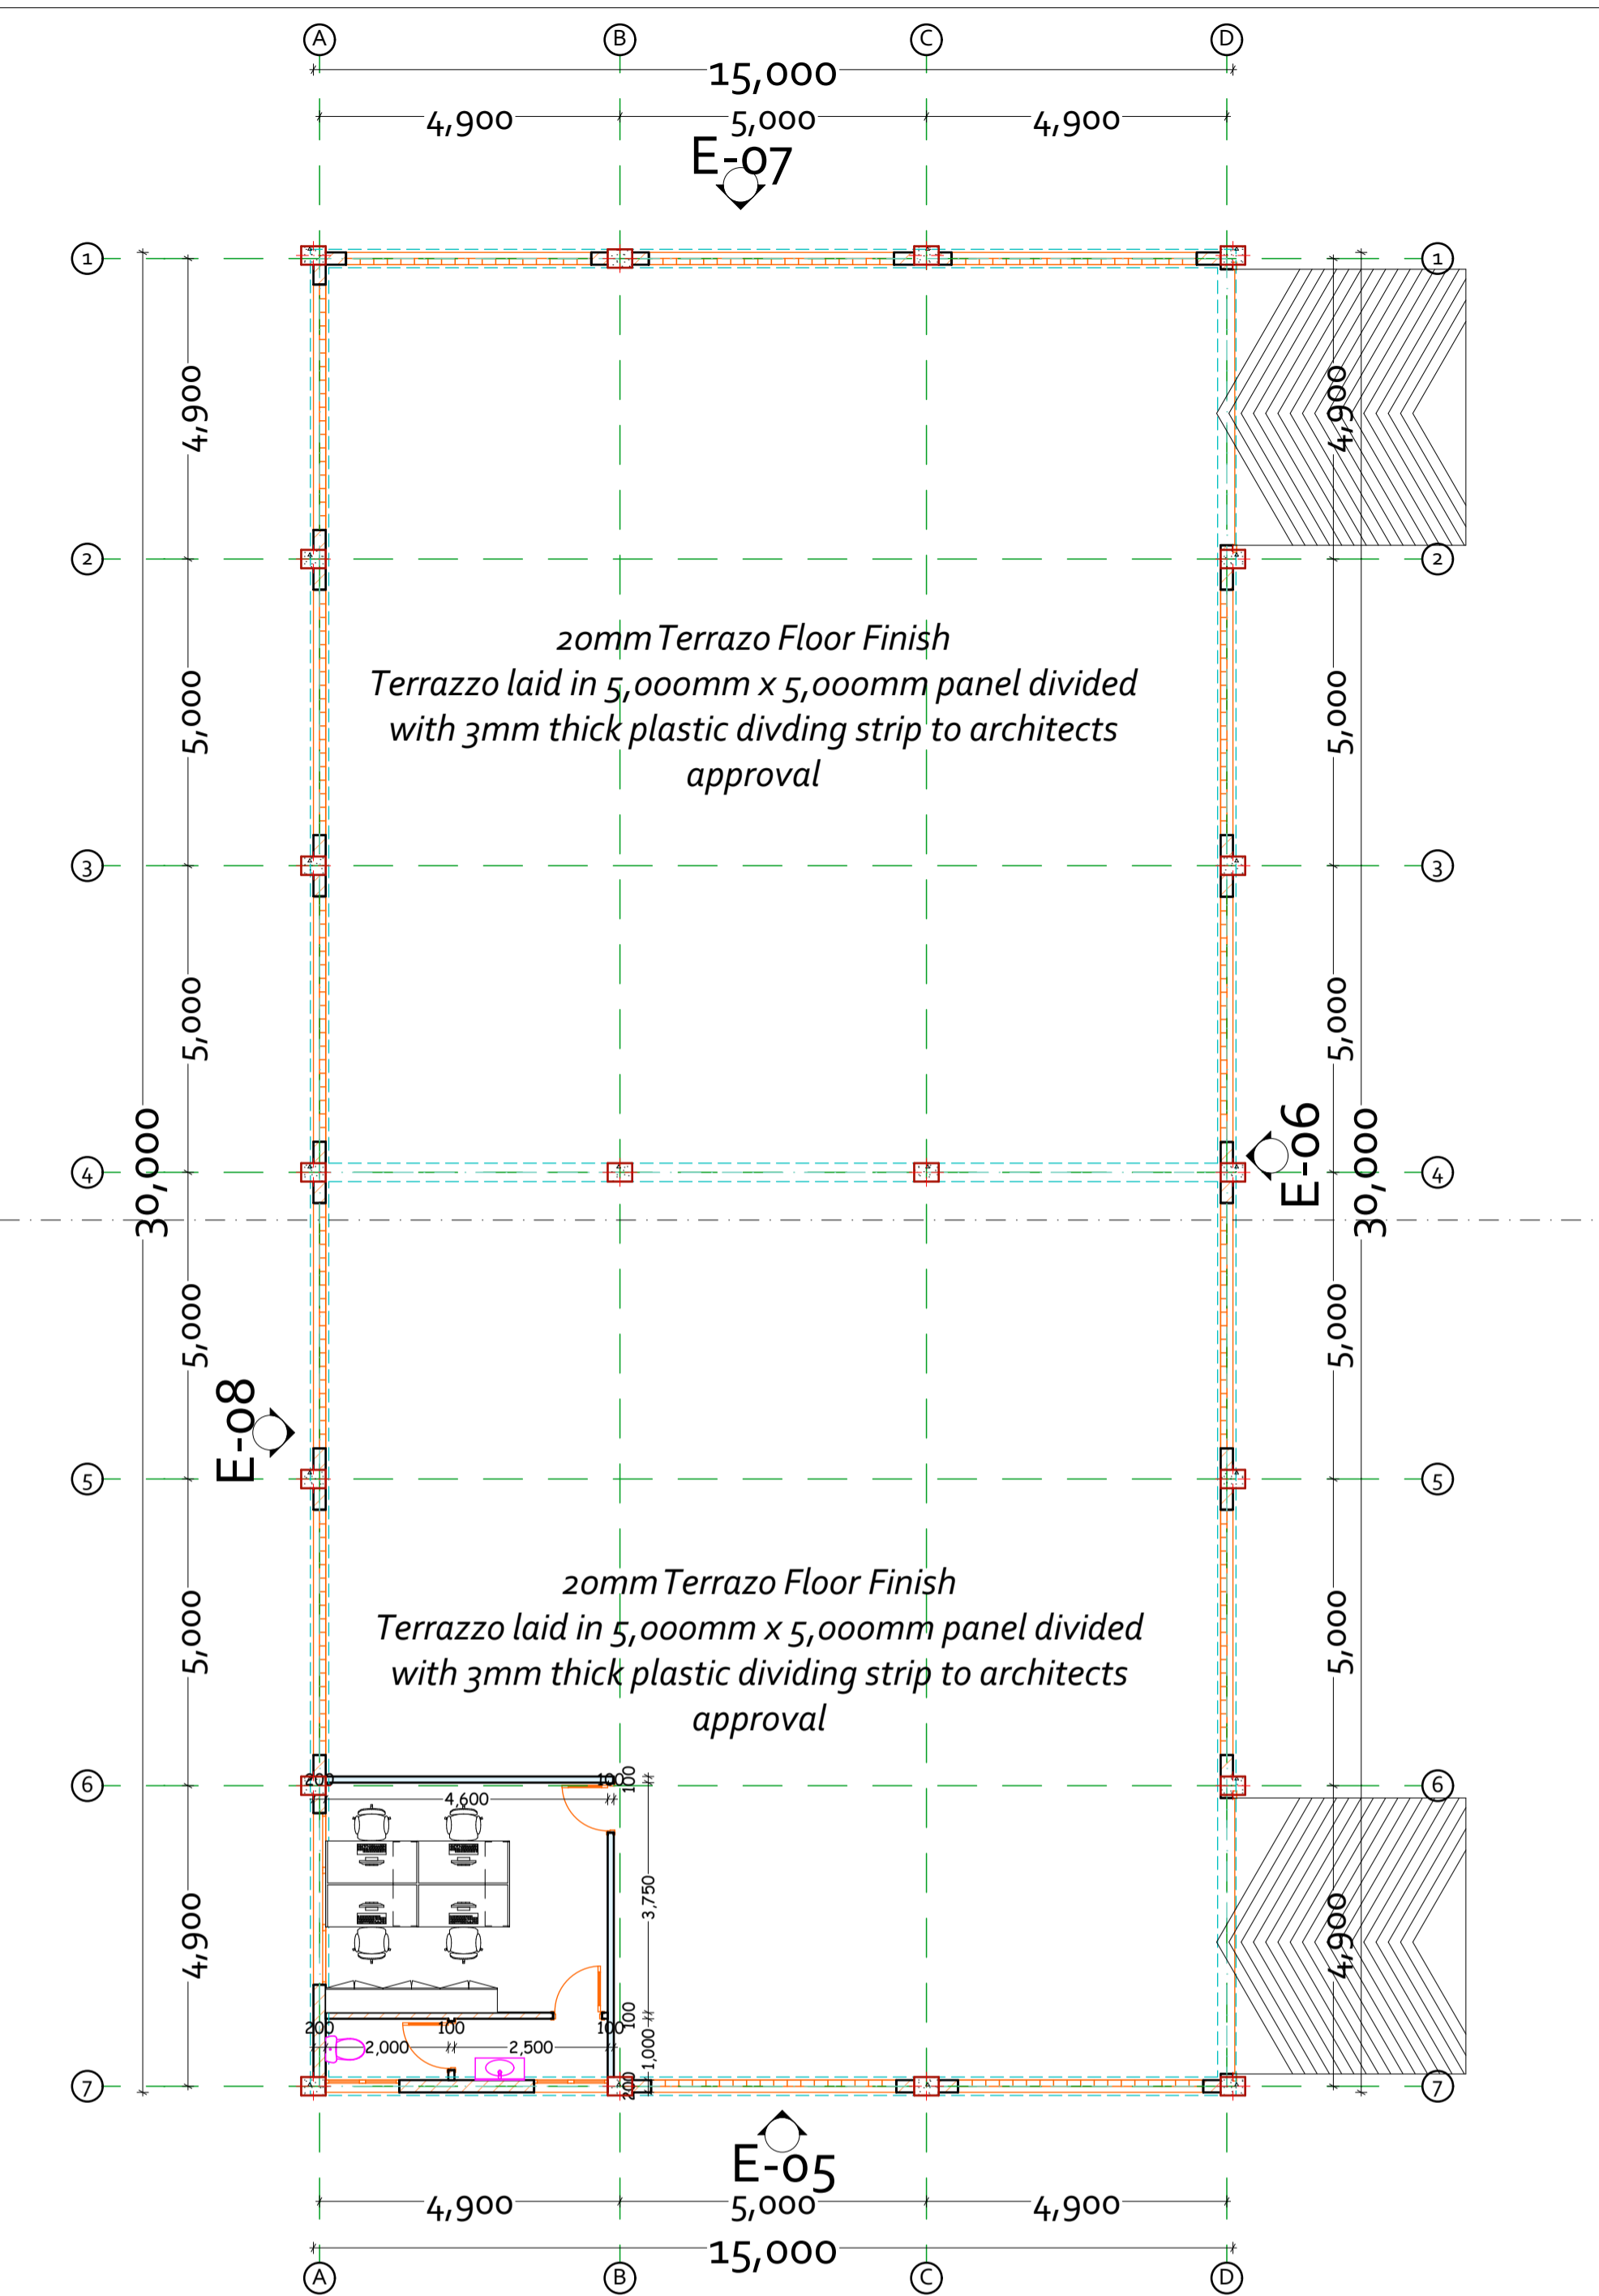 A B C D
15,000
4,900 5,000 4,900
E-07
1 1
4,900 4,900
2 2
20mm Terrazo Floor Finish
Terrazzo laid in 5,000mm x 5,000mm panel divided
with 3mm thick plastic divding strip to architects
approval
5,000 5,000
3 3
5,000 5,000
30,000 E-06 30,000
4 4
5,000 5,000
E-08
5 5
20mm Terrazo Floor Finish
Terrazzo laid in 5,000mm x 5,000mm panel divided
with 3mm thick plastic dividing strip to architects
approval
5,000 5,000
6 200 100 100 6
4,600
3,750
4,900 4,900
200 100 100 100
2,000 2,500 1,000
7 200 7
E-05
4,900 5,000 4,900
15,000
A B C D